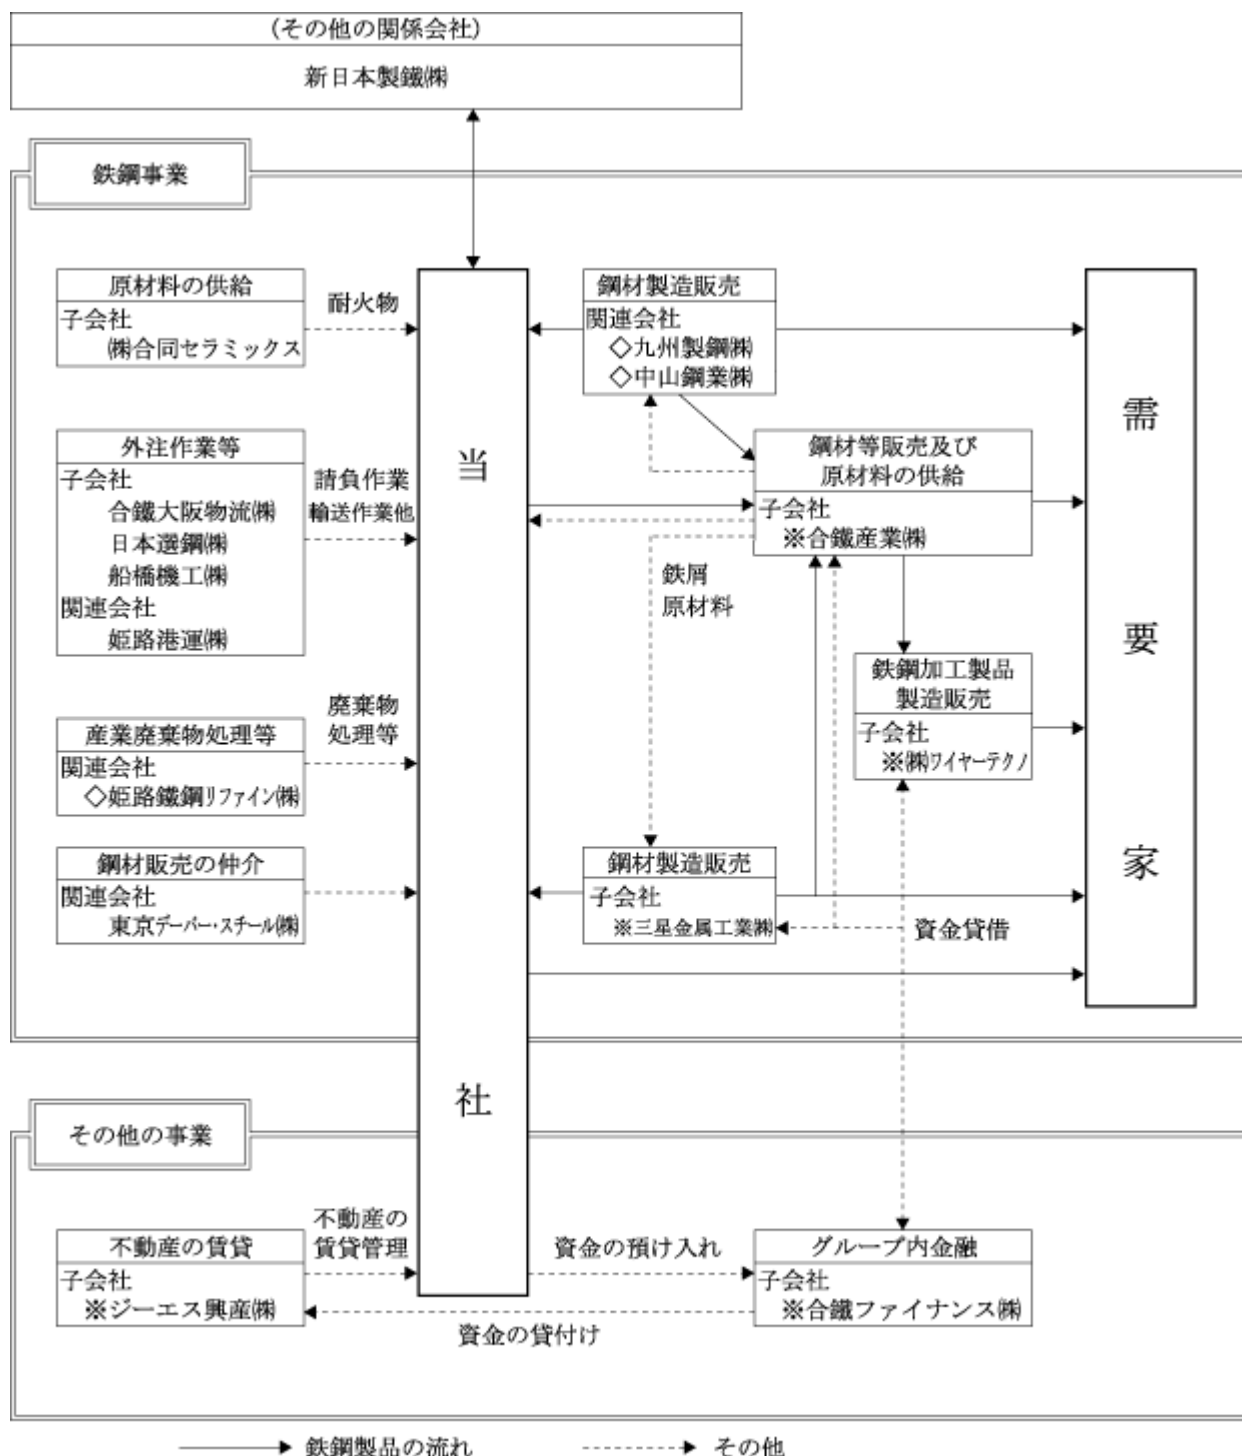 (その他の関係会社)
新日本製鐵㈱
鉄鋼事業
原材料の供給
子会社
㈱合同セラミックス
耐火物
外注作業等
子会社
合鐵大阪物流㈱
日本選鋼㈱
船橋機工㈱
関連会社
姫路港運㈱
請負作業
輸送作業他
産業廃棄物処理等
関連会社
◇姫路鐵鋼リファイン㈱
廃棄物
処理等
鋼材販売の仲介
関連会社
東京デーバー・スチール㈱
当
社
鋼材製造販売
関連会社
◇九州製鋼㈱
◇中山鋼業㈱
鋼材等販売及び
原材料の供給
子会社
※合鐵産業㈱
鉄屑
原材料
鉄鋼加工製品
製造販売
子会社
※㈱ワイヤーテクノ
鋼材製造販売
子会社
※三星金属工業㈱
資金貸借
需
要
家
その他の事業
不動産の賃貸
子会社
※ジーエス興産㈱
不動産の
賃貸管理
資金の預け入れ
資金の貸付け
グループ内金融
子会社
※合鐵ファイナンス㈱
鉄鋼製品の流れ
その他